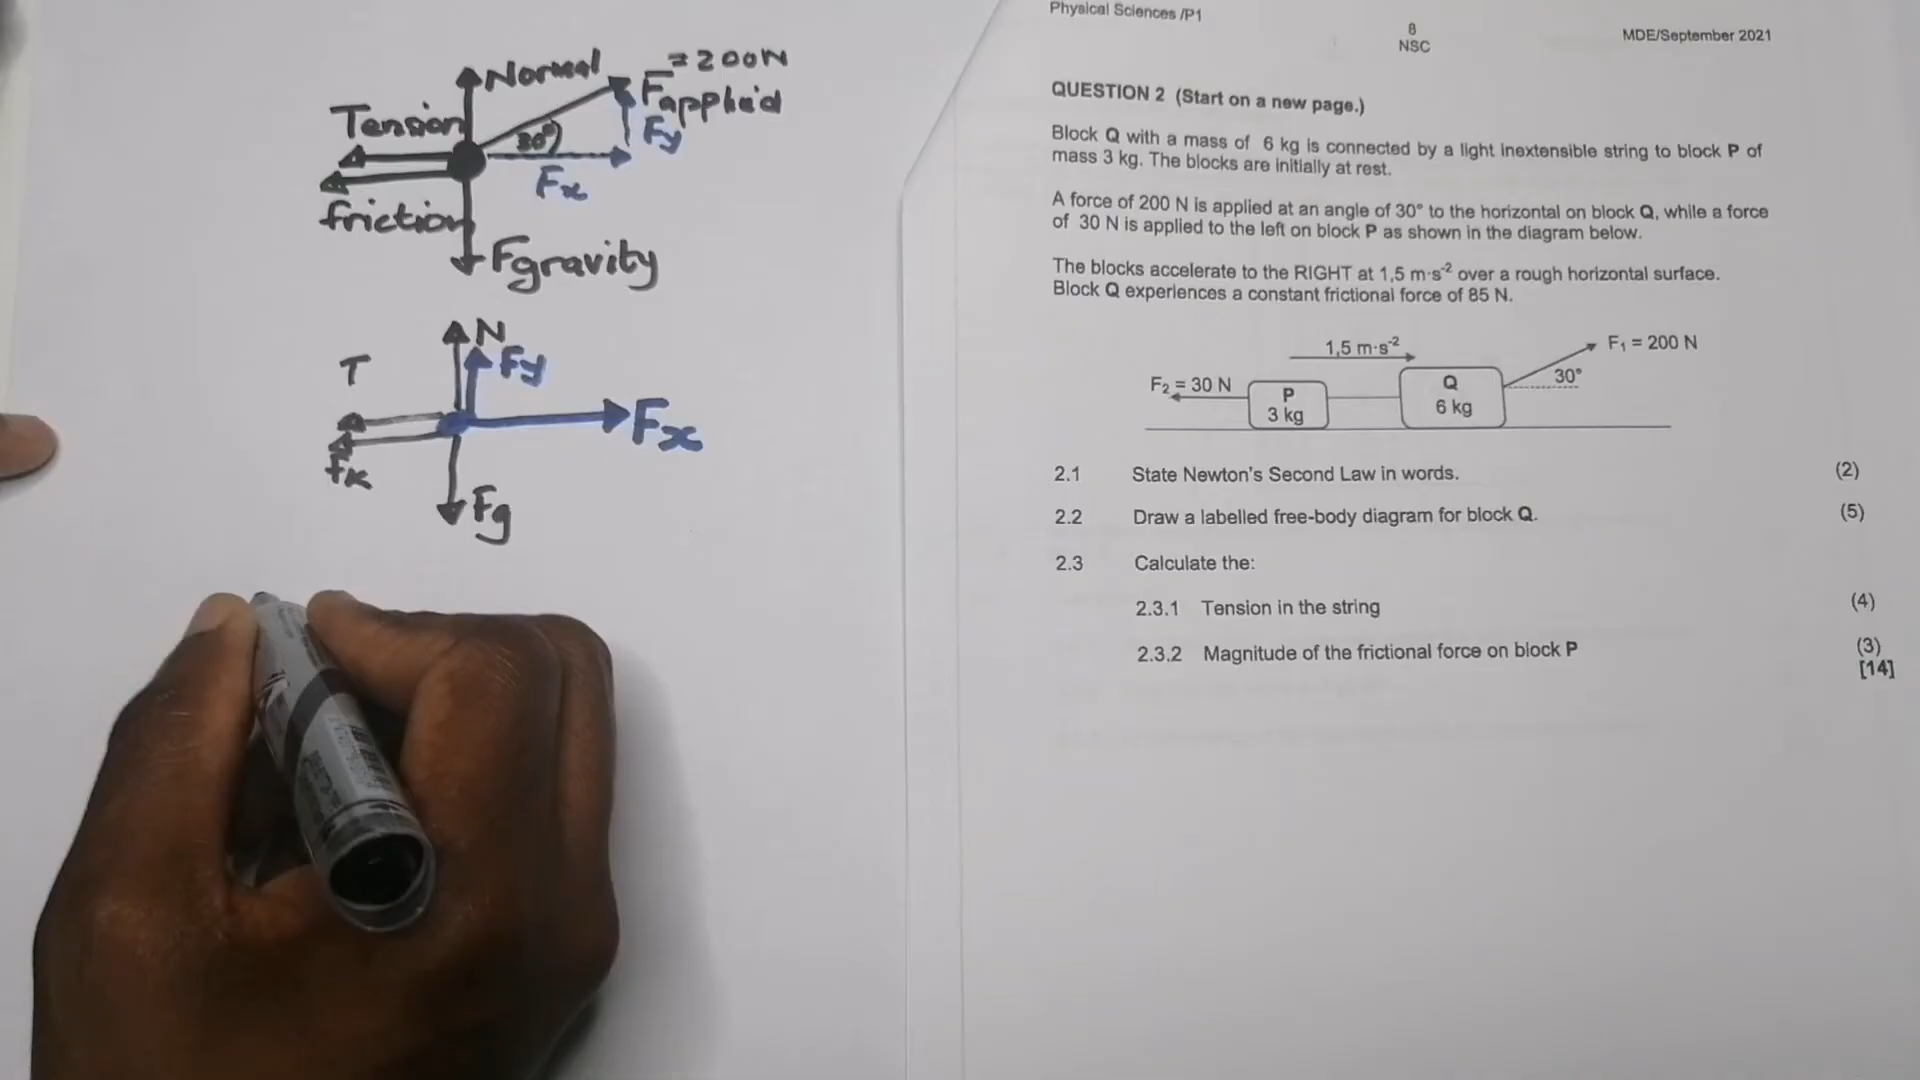 Normal
= 200N
Fapplied
Tension
30°
Fy
Fx
friction
Fgravity
N
Fy
T
Fx
fk
Fg
Physical Sciences /P1
8
NSC
MDE/September 2021
QUESTION 2 (Start on a new page.)
Block Q with a mass of 6 kg is connected by a light inextensible string to block P of
mass 3 kg. The blocks are initially at rest.
A force of 200 N is applied at an angle of 30° to the horizontal on block Q, while a force
of 30 N is applied to the left on block P as shown in the diagram below.
The blocks accelerate to the RIGHT at 1,5 m·s⁻² over a rough horizontal surface.
Block Q experiences a constant frictional force of 85 N.
1,5 m·s⁻²
F₁ = 200 N
30°
F₂ = 30 N
P
3 kg
Q
6 kg
2.1 State Newton's Second Law in words. (2)
2.2 Draw a labelled free-body diagram for block Q. (5)
2.3 Calculate the:
2.3.1 Tension in the string (4)
2.3.2 Magnitude of the frictional force on block P (3)
[14]